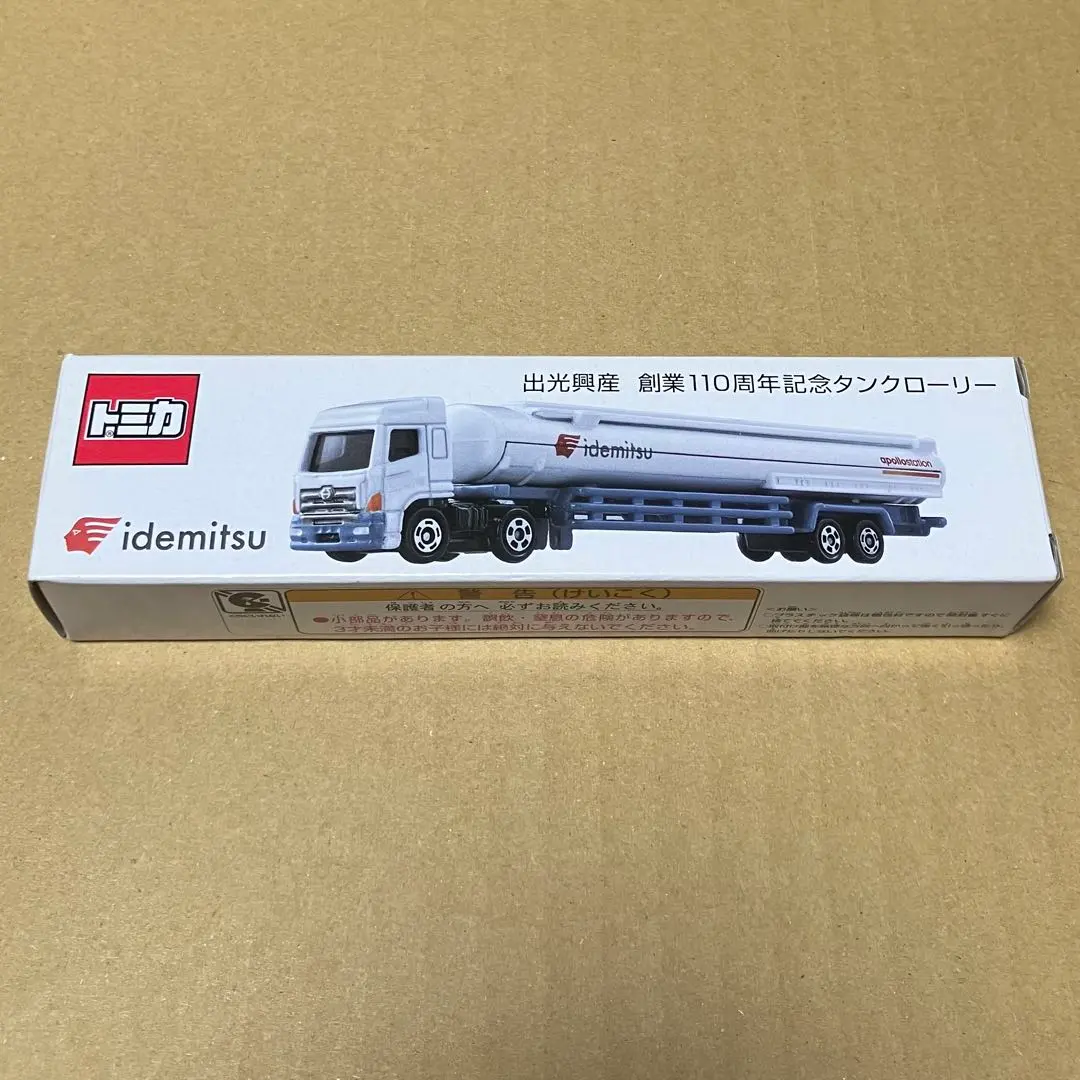 出光興産 創業110周年記念タンクローリー
トミカ
idemitsu
idemitsu
apollostation
警告(けいこく)
保護者の方へ 必ずお読みください。
●小部品があります。誤飲・窒息の危険がありますので、
3才未満のお子様には絶対に与えないでください。
<お願い>